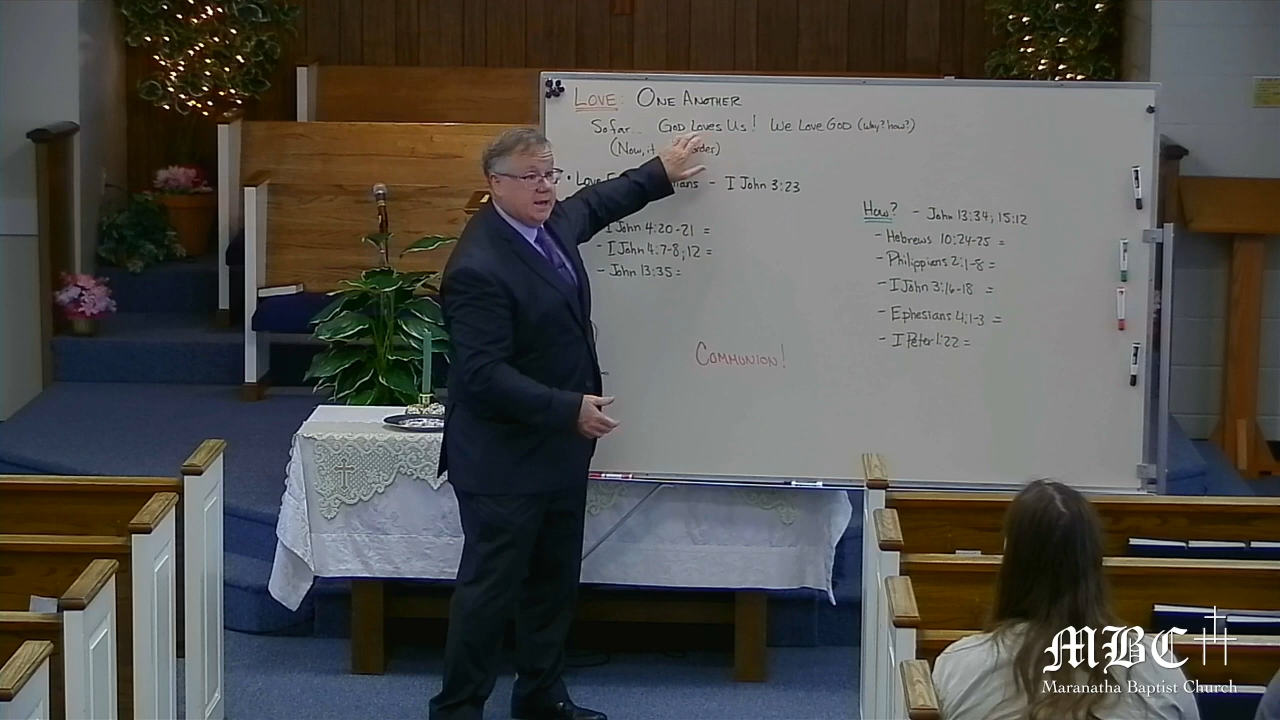 LOVE: ONE ANOTHER
So far... GOD Loves Us! WE LOVE GOD (Why? How?)
(Now, it
• Love - I John 3:23
I John 4:20-21 =
- I John 4:7-8; 12 =
- John 13:35 =
How? - John 13:34; 15:12
- Hebrews 10:24-25 =
- Philippians 2:1-8 =
- I John 3:16-18 =
- Ephesians 4:1-3 =
- I Peter 1:22 =
COMMUNION!
MBC
Maranatha Baptist Church